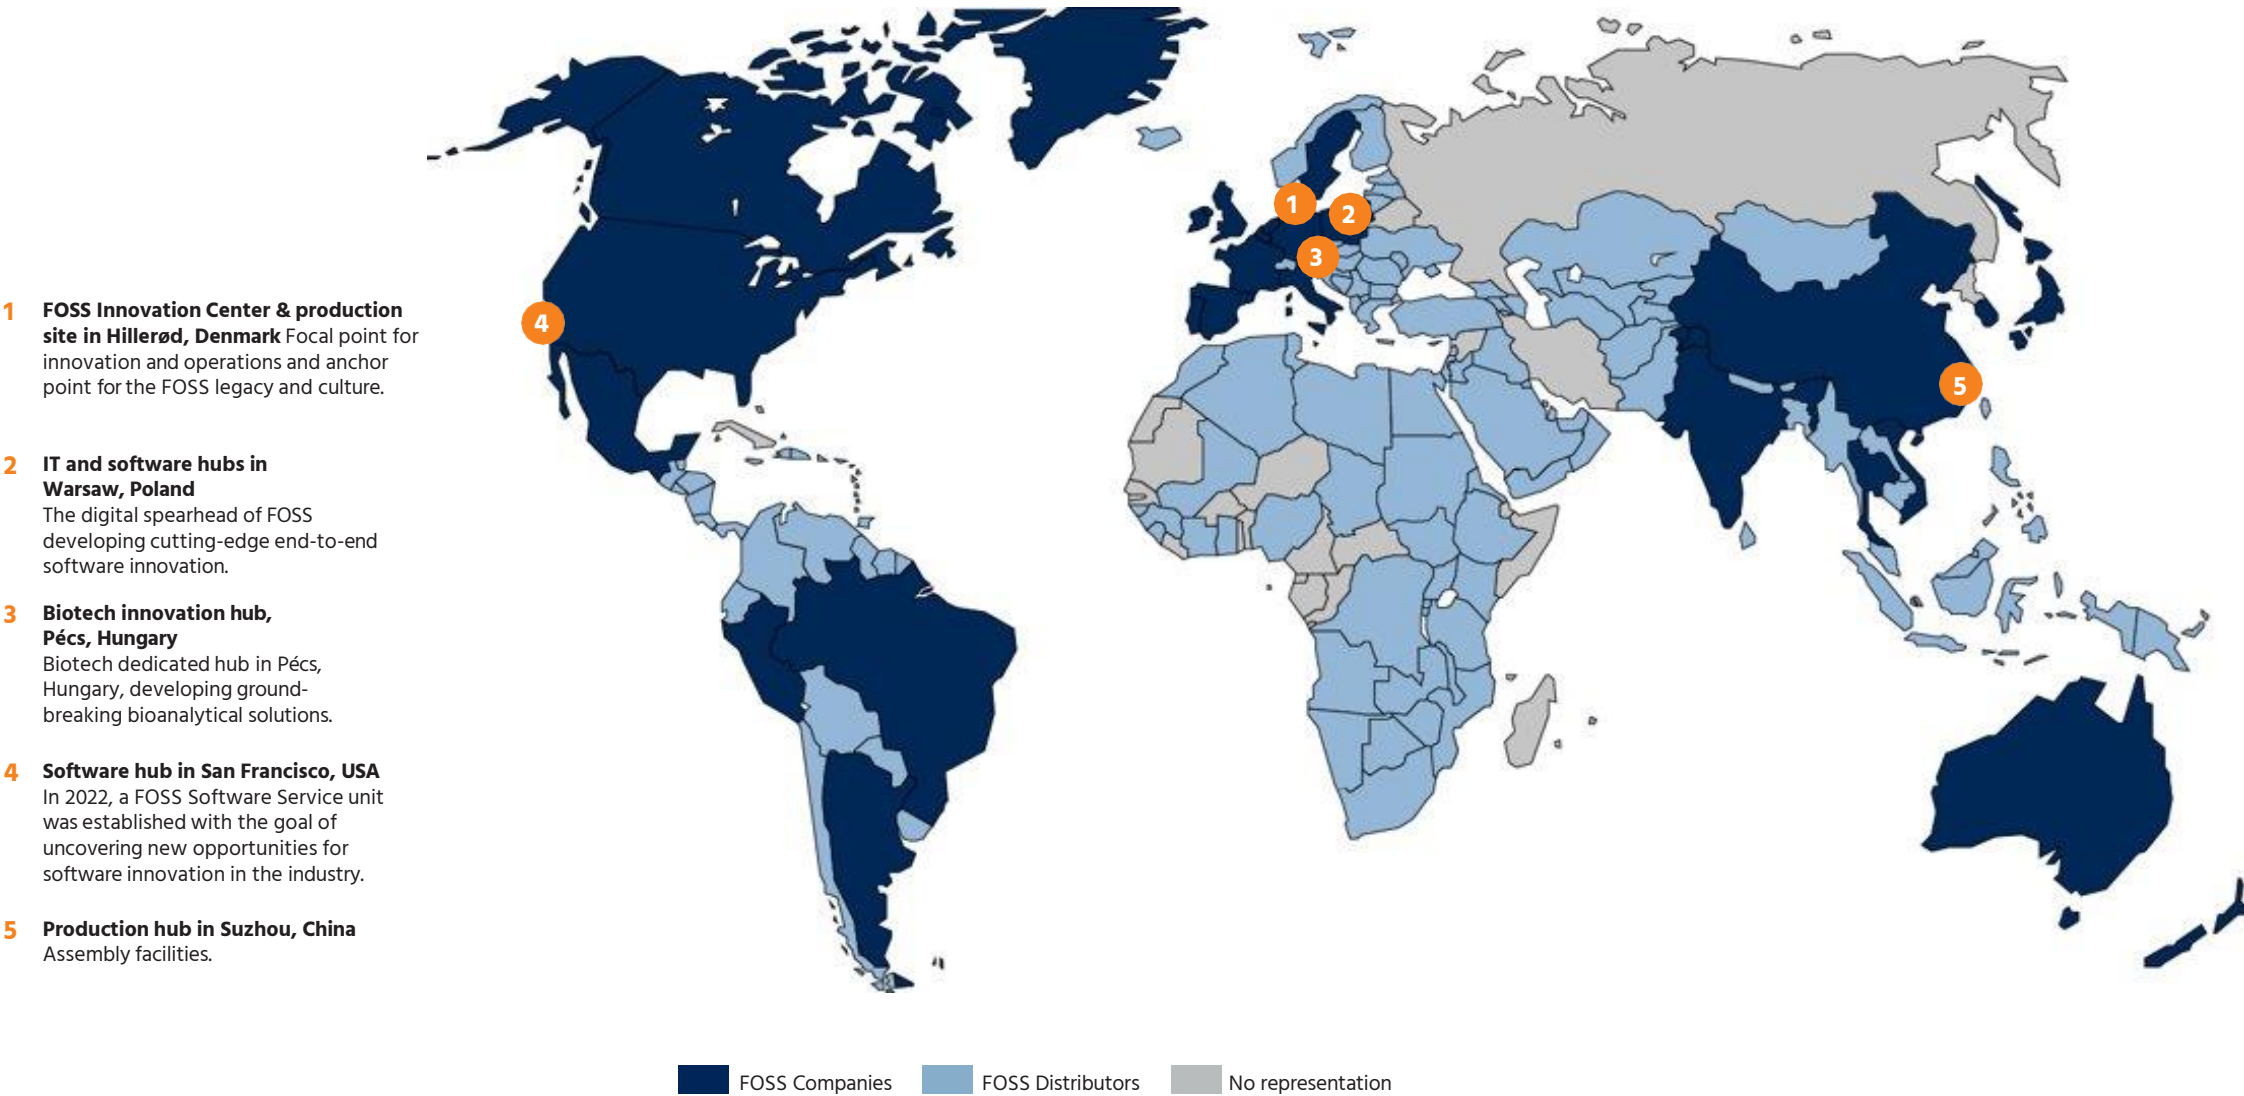 1 FOSS Innovation Center & production
site in Hillerød, Denmark Focal point for
innovation and operations and anchor
point for the FOSS legacy and culture.
2 IT and software hubs in
Warsaw, Poland
The digital spearhead of FOSS
developing cutting-edge end-to-end
software innovation.
3 Biotech innovation hub,
Pécs, Hungary
Biotech dedicated hub in Pécs,
Hungary, developing ground-
breaking bioanalytical solutions.
4 Software hub in San Francisco, USA
In 2022, a FOSS Software Service unit
was established with the goal of
uncovering new opportunities for
software innovation in the industry.
5 Production hub in Suzhou, China
Assembly facilities.
1
2
3
4
5
FOSS Companies
FOSS Distributors
No representation